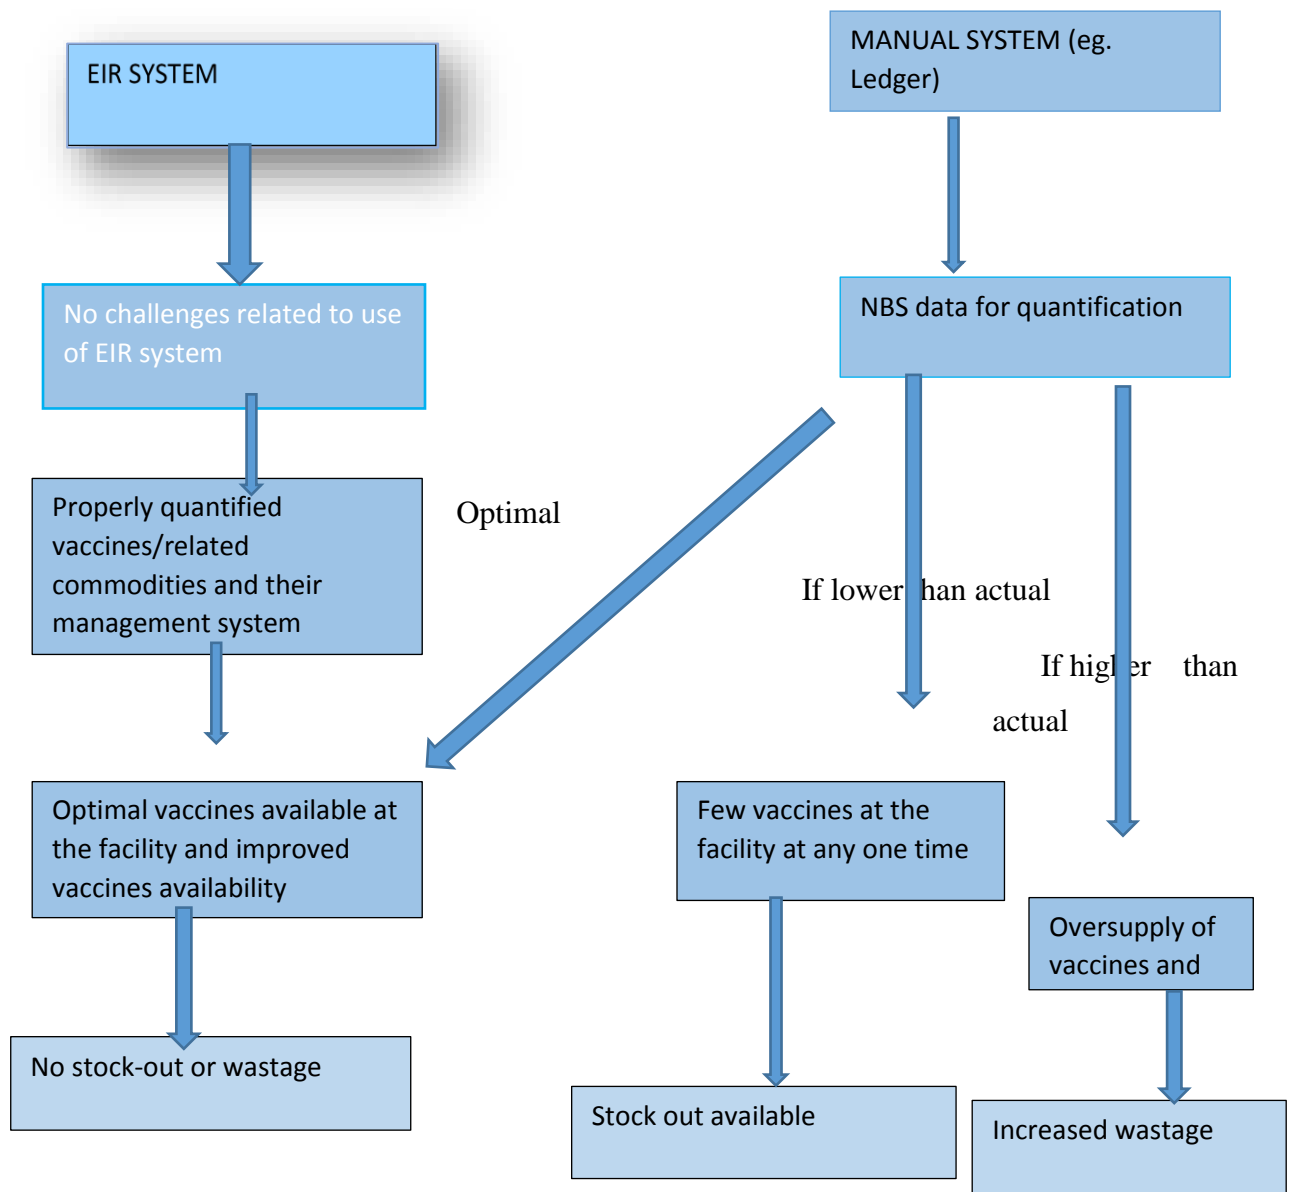 EIR SYSTEM
MANUAL SYSTEM (eg.
Ledger)
No challenges related to use
of EIR system
NBS data for quantification
Properly quantified
vaccines/related
commodities and their
management system
Optimal
If lower than actual
If higher than
actual
Optimal vaccines available at
the facility and improved
vaccines availability
Few vaccines at the
facility at any one time
Oversupply of
vaccines and
No stock-out or wastage
Stock out available
Increased wastage